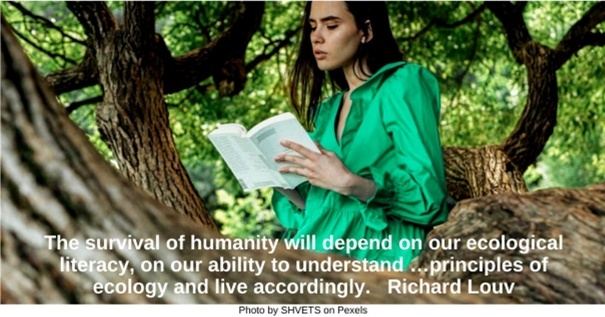 The survival of humanity will depend on our ecological
literacy, on our ability to understand …principles of
ecology and live accordingly.   Richard Louv
Photo by SHVETS on Pexels